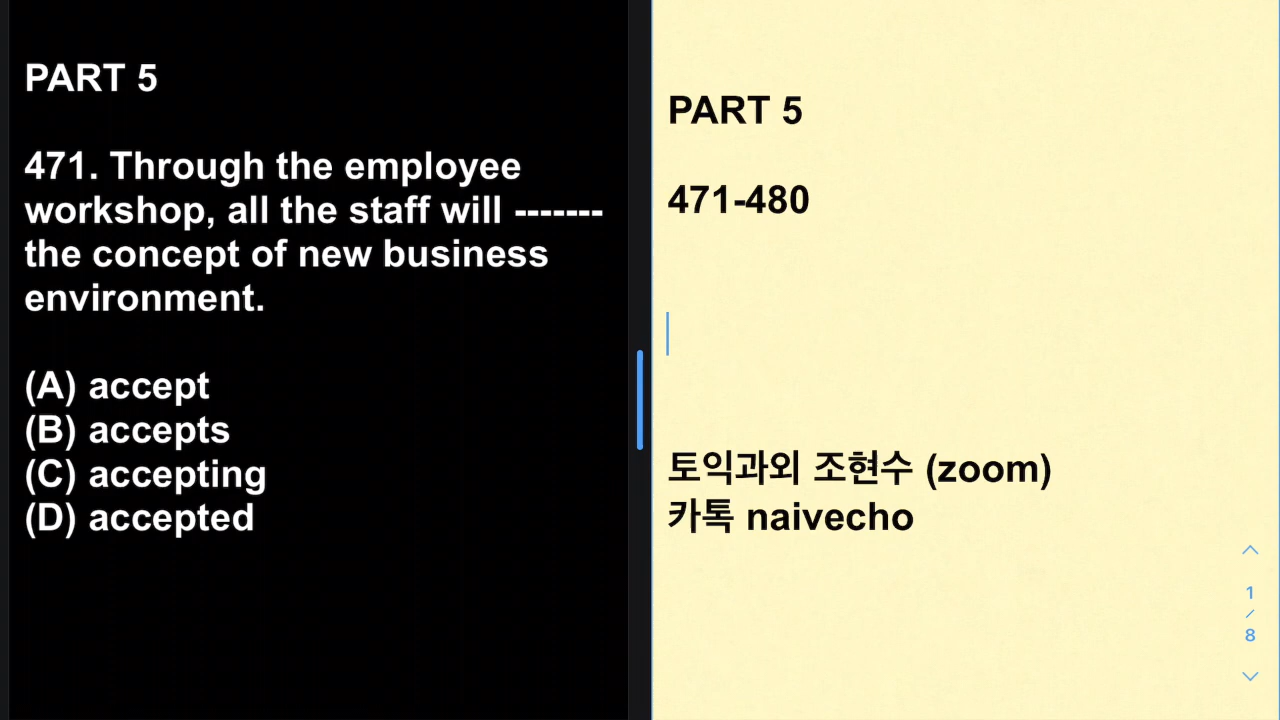 PART 5
471. Through the employee
workshop, all the staff will -------
the concept of new business
environment.
(A) accept
(B) accepts
(C) accepting
(D) accepted
PART 5
471-480
토익과외 조현수 (zoom)
카톡 naivecho
1
/
8